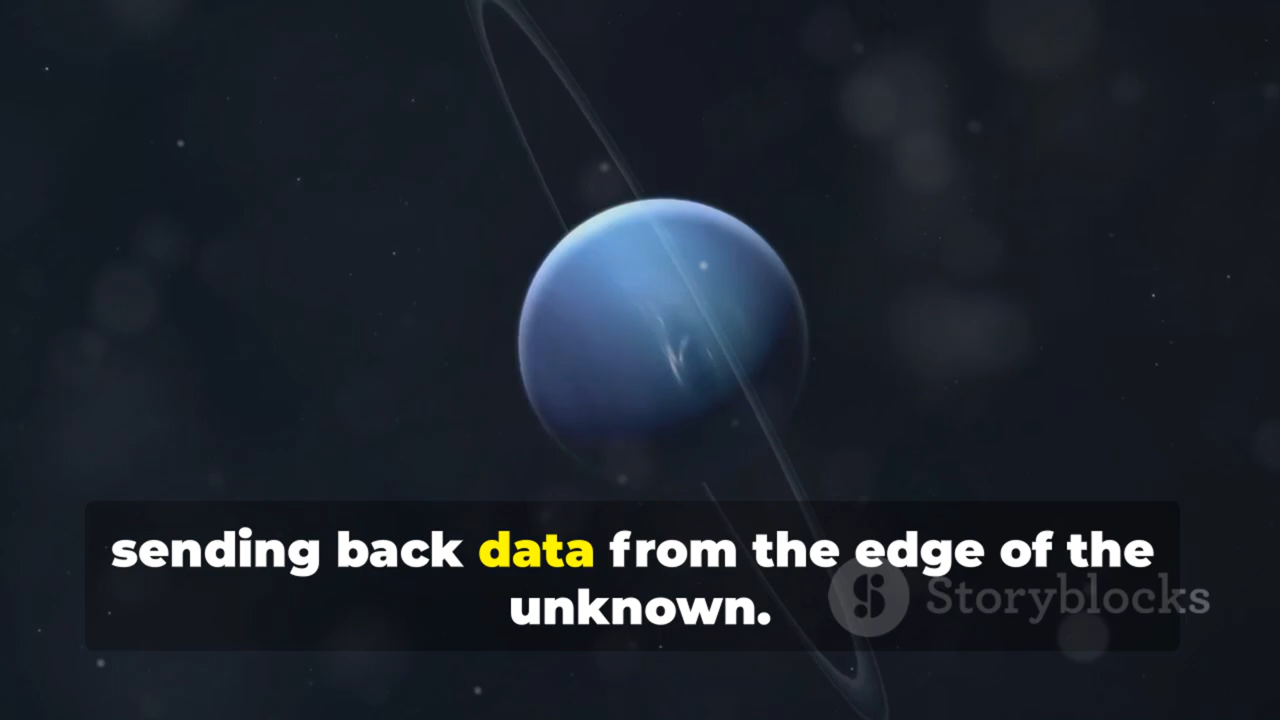 sending back data from the edge of the
unknown.
Storyblocks